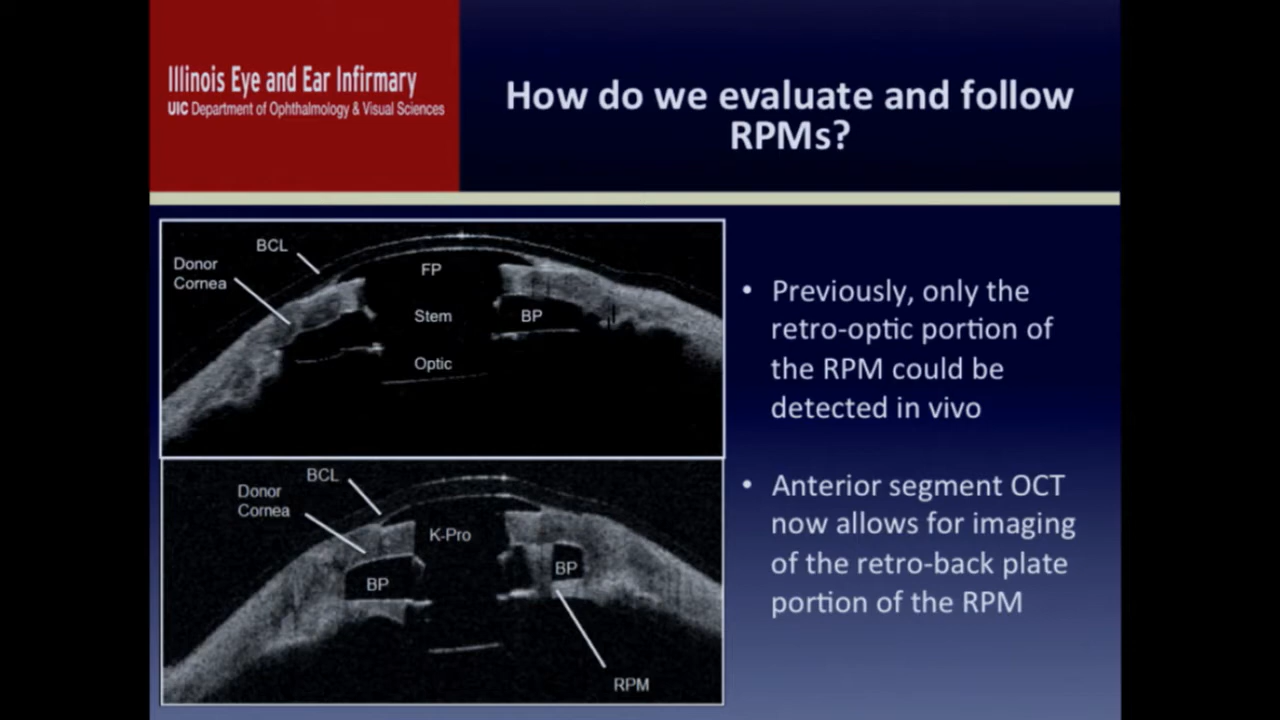 Illinois Eye and Ear Infirmary
UIC Department of Ophthalmology & Visual Sciences
How do we evaluate and follow
RPMs?
BCL
Donor
Cornea
FP
Stem
BP
Optic
BCL
Donor
Cornea
K-Pro
BP
BP
RPM
• Previously, only the
retro-optic portion of
the RPM could be
detected in vivo
• Anterior segment OCT
now allows for imaging
of the retro-back plate
portion of the RPM